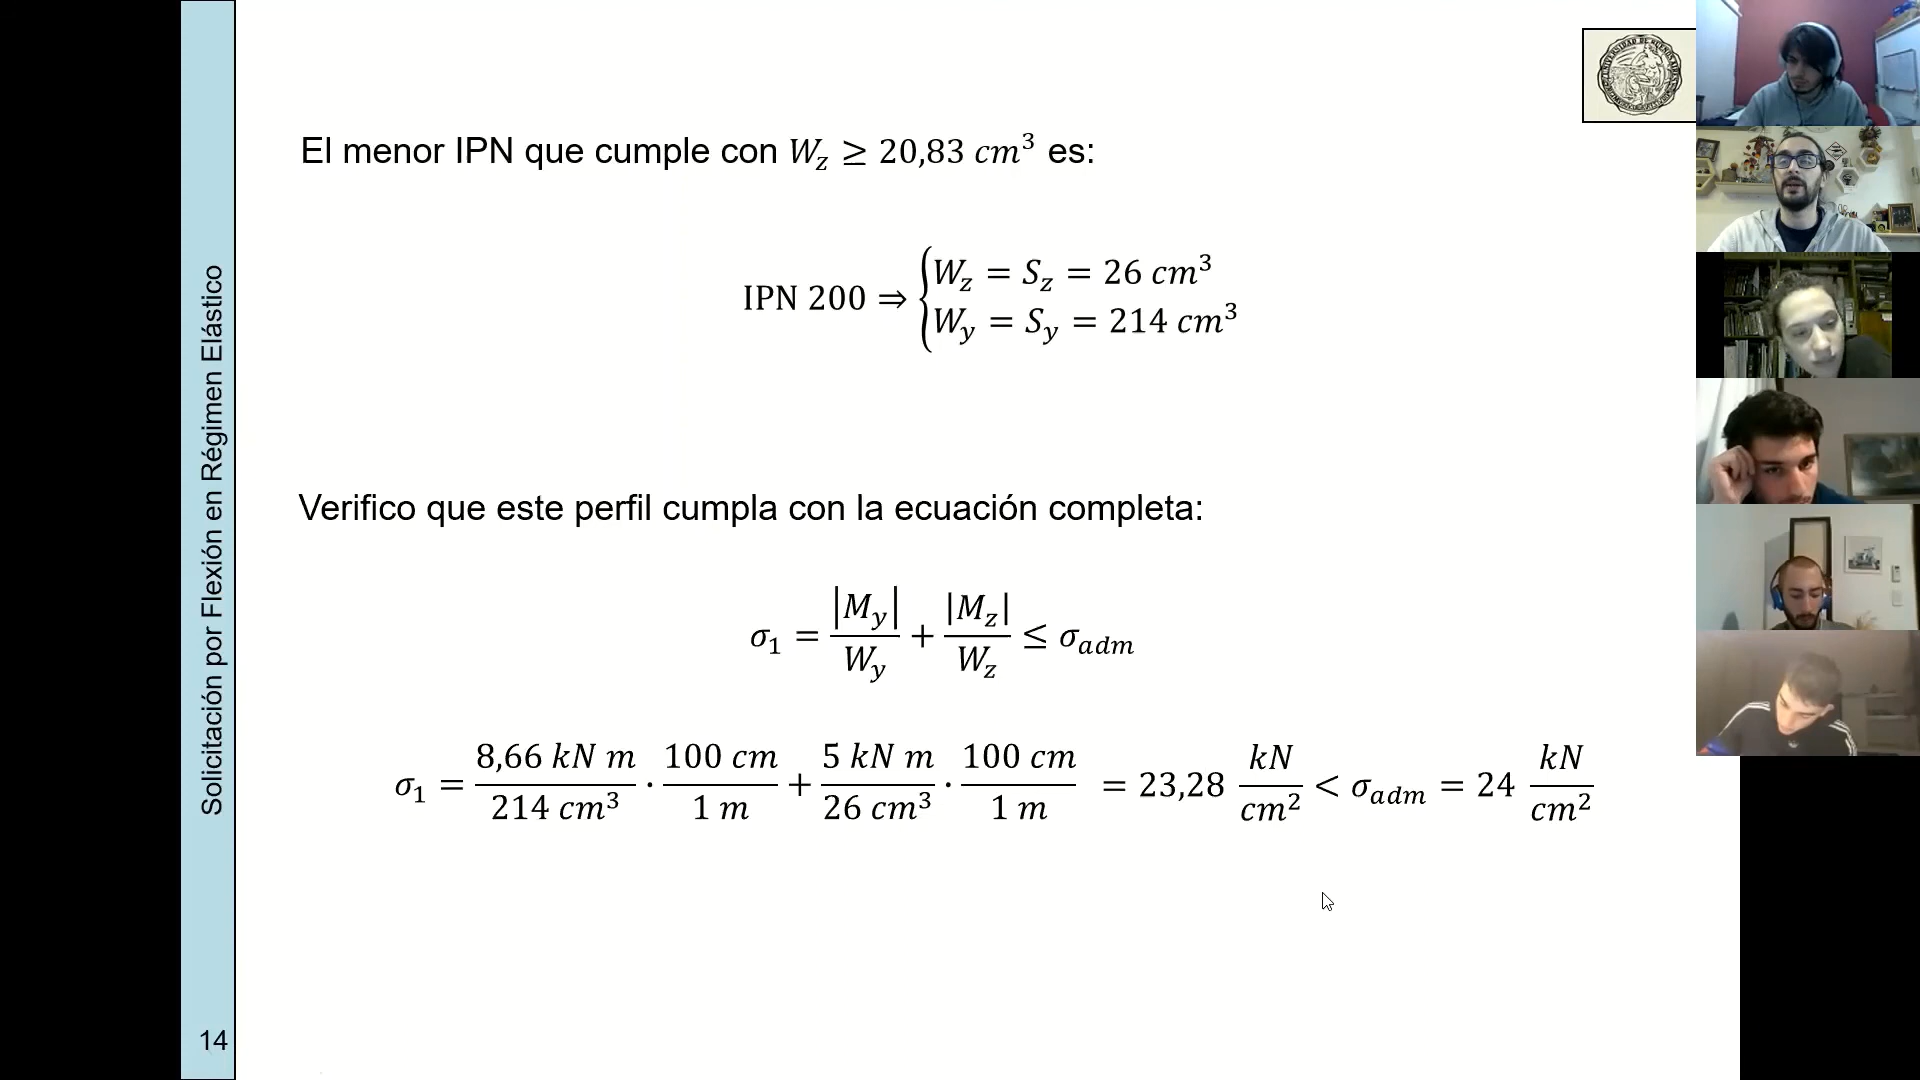 El menor IPN que cumple con W_z ≥ 20,83 cm³ es:
IPN 200 ⇒ { W_z = S_z = 26 cm³
W_y = S_y = 214 cm³
Verifico que este perfil cumpla con la ecuación completa:
σ₁ = |M_y| / W_y + |M_z| / W_z ≤ σ_adm
σ₁ = 8,66 kN m / 214 cm³ · 100 cm / 1 m + 5 kN m / 26 cm³ · 100 cm / 1 m = 23,28 kN / cm² < σ_adm = 24 kN / cm²
Solicitación por Flexión en Régimen Elástico
14